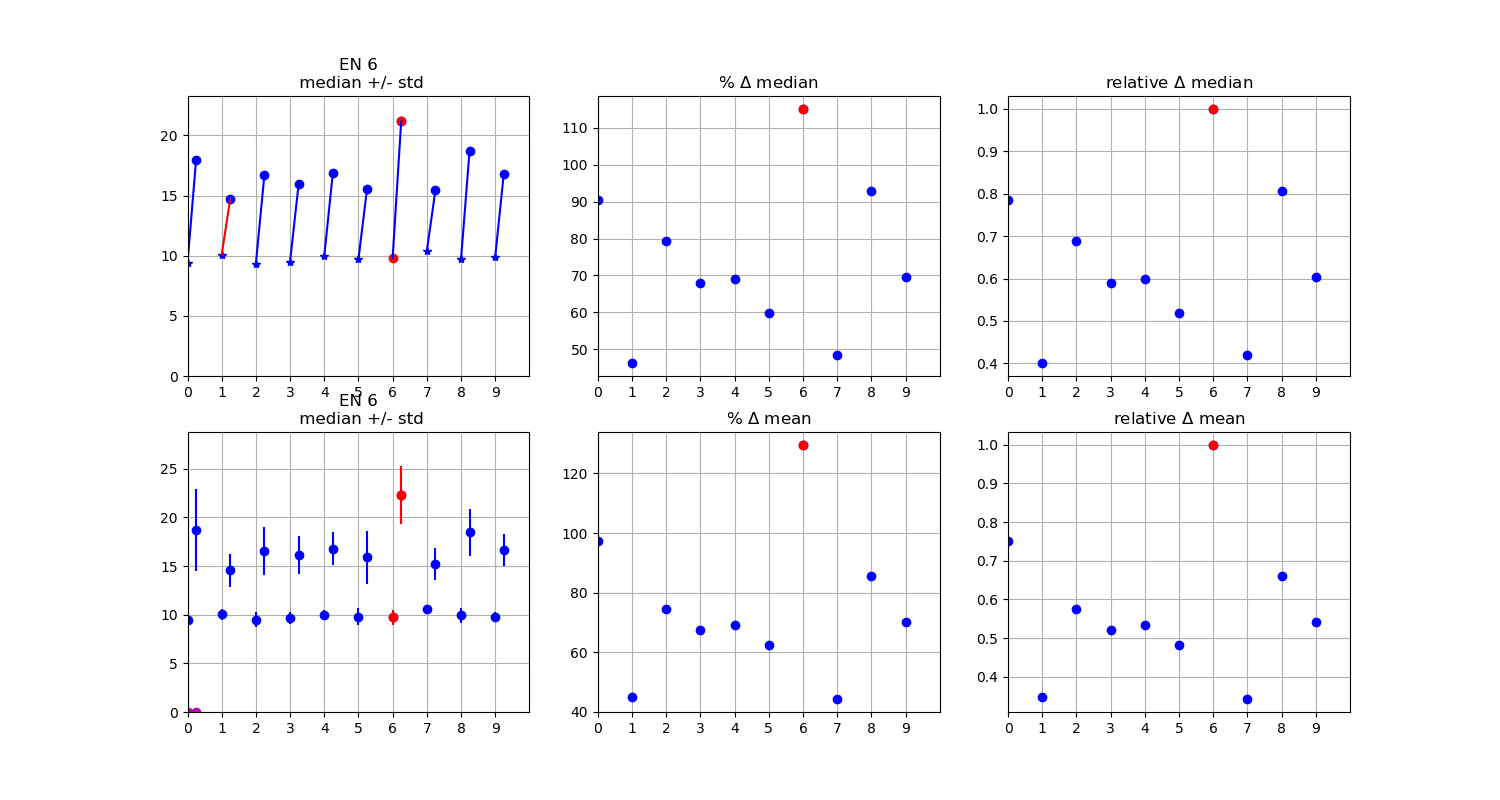 EN 6
median +/- std
% Δ median
relative Δ median
20
15
10
5
0
0 1 2 3 4 5 6 7 8 9
110
100
90
80
70
60
50
0 1 2 3 4 5 6 7 8 9
1.0
0.9
0.8
0.7
0.6
0.5
0.4
0 1 2 3 4 5 6 7 8 9
EN 6
median +/- std
% Δ mean
relative Δ mean
25
20
15
10
5
0
0 1 2 3 4 5 6 7 8 9
120
100
80
60
40
0 1 2 3 4 5 6 7 8 9
1.0
0.9
0.8
0.7
0.6
0.5
0.4
0 1 2 3 4 5 6 7 8 9